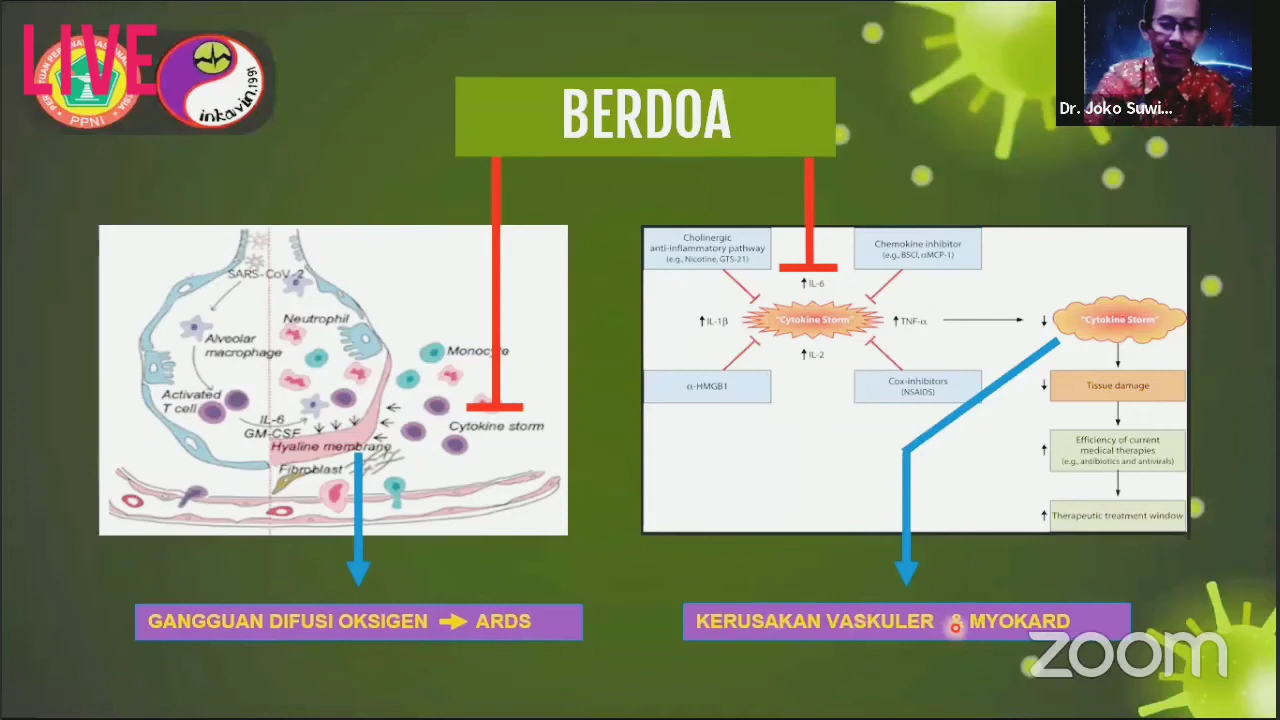 LIVE
PPNI
inkavin,1991
Dr. Joko Suwi...
BERDOA
SARS-CoV-2
Neutrophil
Alveolar
macrophage
Monocyte
Activated
T cell
IL-6
GM-CSF
Cytokine storm
Hyaline membrane
Fibroblast
Cholinergic
anti-inflammatory pathway
(e.g., Nicotine, GTS-21)
Chemokine inhibitor
(e.g., BSCI, αMCP-1)
↑ IL-6
↑ IL-1β
"Cytokine Storm"
↑ TNF-α
↓ "Cytokine Storm"
↑ IL-2
α-HMGB1
Cox-inhibitors
(NSAIDS)
↓ Tissue damage
↑ Efficiency of current
medical therapies
(e.g., antibiotics and antivirals)
↑ Therapeutic treatment window
GANGGUAN DIFUSI OKSIGEN → ARDS
KERUSAKAN VASKULER & MYOKARD
zoom